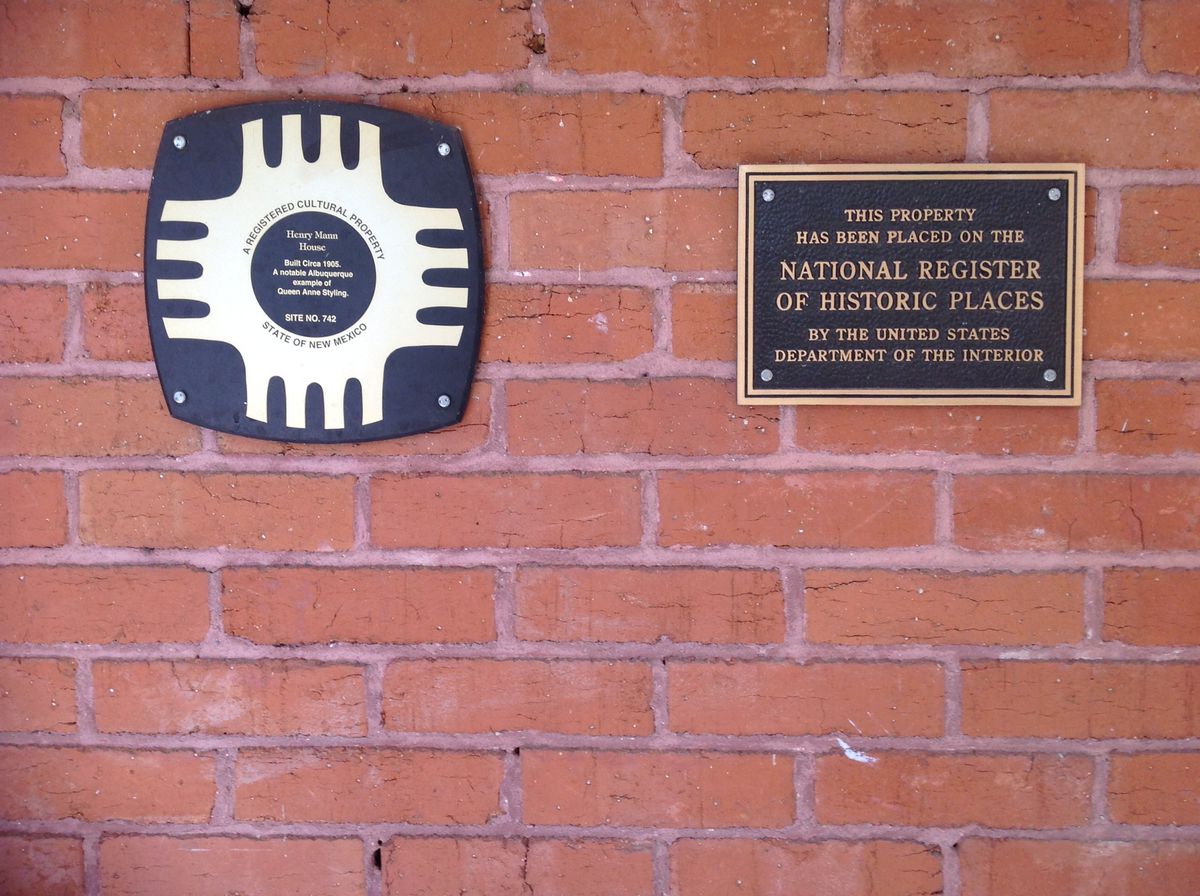 A REGISTERED CULTURAL PROPERTY
Henry Mann
House
Built Circa 1905.
A notable Albuquerque
example of
Queen Anne Styling.
SITE NO. 742
STATE OF NEW MEXICO
THIS PROPERTY
HAS BEEN PLACED ON THE
NATIONAL REGISTER
OF HISTORIC PLACES
BY THE UNITED STATES
DEPARTMENT OF THE INTERIOR